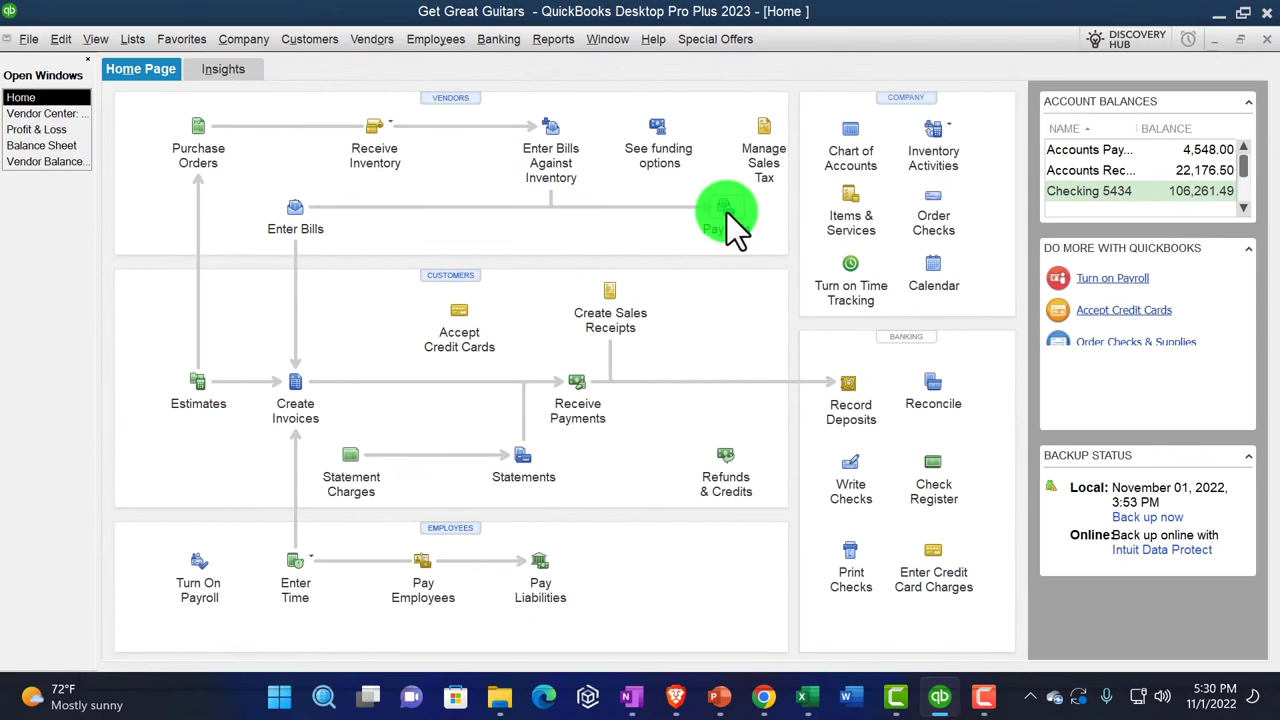 Get Great Guitars - QuickBooks Desktop Pro Plus 2023 - [Home ]
File Edit View Lists Favorites Company Customers Vendors Employees Banking Reports Window Help Special Offers
DISCOVERY
HUB
Open Windows
Home
Vendor Center: ...
Profit & Loss
Balance Sheet
Vendor Balance...
Home Page
Insights
VENDORS
Purchase
Orders
Receive
Inventory
Enter Bills
Against
Inventory
See funding
options
Manage
Sales
Tax
Enter Bills
CUSTOMERS
Accept
Credit Cards
Create Sales
Receipts
Estimates
Create
Invoices
Receive
Payments
Statement
Charges
Statements
Refunds
& Credits
EMPLOYEES
Turn On
Payroll
Enter
Time
Pay
Employees
Pay
Liabilities
COMPANY
Chart of
Accounts
Inventory
Activities
Items &
Services
Order
Checks
Turn on Time
Tracking
Calendar
BANKING
Record
Deposits
Reconcile
Write
Checks
Check
Register
Print
Checks
Enter Credit
Card Charges
ACCOUNT BALANCES
NAME BALANCE
Accounts Pay... 4,548.00
Accounts Rec... 22,176.50
Checking 5434 106,261.49
DO MORE WITH QUICKBOOKS
Turn on Payroll
Accept Credit Cards
Order Checks & Supplies
BACKUP STATUS
Local: November 01, 2022,
3:53 PM
Back up now
Online: Back up online with
Intuit Data Protect
72°F
Mostly sunny
5:30 PM
11/1/2022